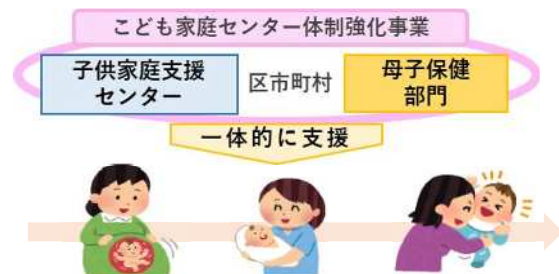 こども家庭センター体制強化事業
子供家庭支援
センター
区市町村
母子保健
部門
一体的に支援